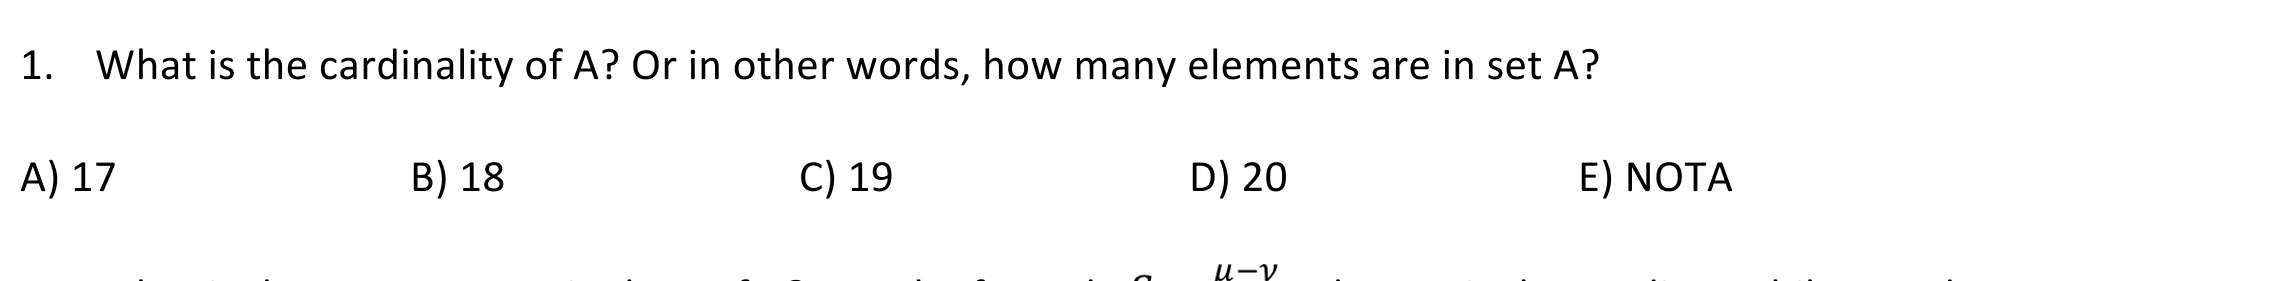 1. What is the cardinality of A? Or in other words, how many elements are in set A?
A) 17 B) 18 C) 19 D) 20 E) NOTA
μ−ν